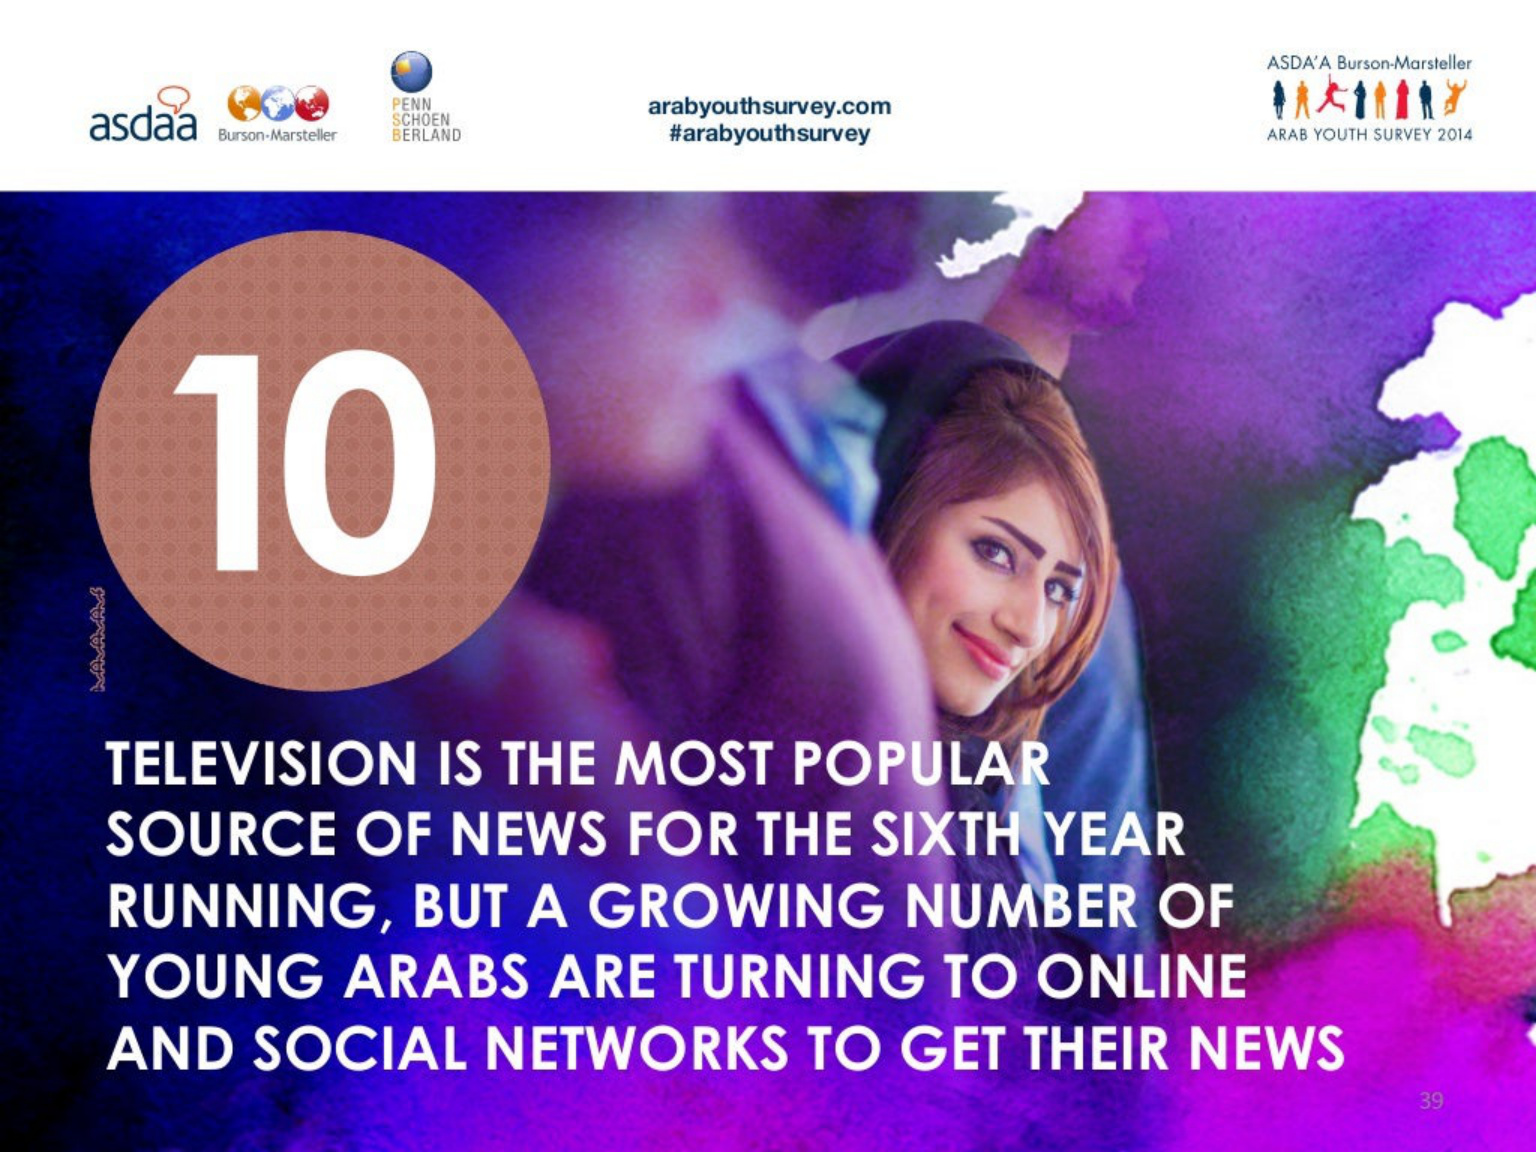 asdaa
Burson-Marsteller
PENN
SCHOEN
BERLAND
arabyouthsurvey.com
#arabyouthsurvey
ASDA'A Burson-Marsteller
ARAB YOUTH SURVEY 2014
10
TELEVISION IS THE MOST POPULAR
SOURCE OF NEWS FOR THE SIXTH YEAR
RUNNING, BUT A GROWING NUMBER OF
YOUNG ARABS ARE TURNING TO ONLINE
AND SOCIAL NETWORKS TO GET THEIR NEWS
39